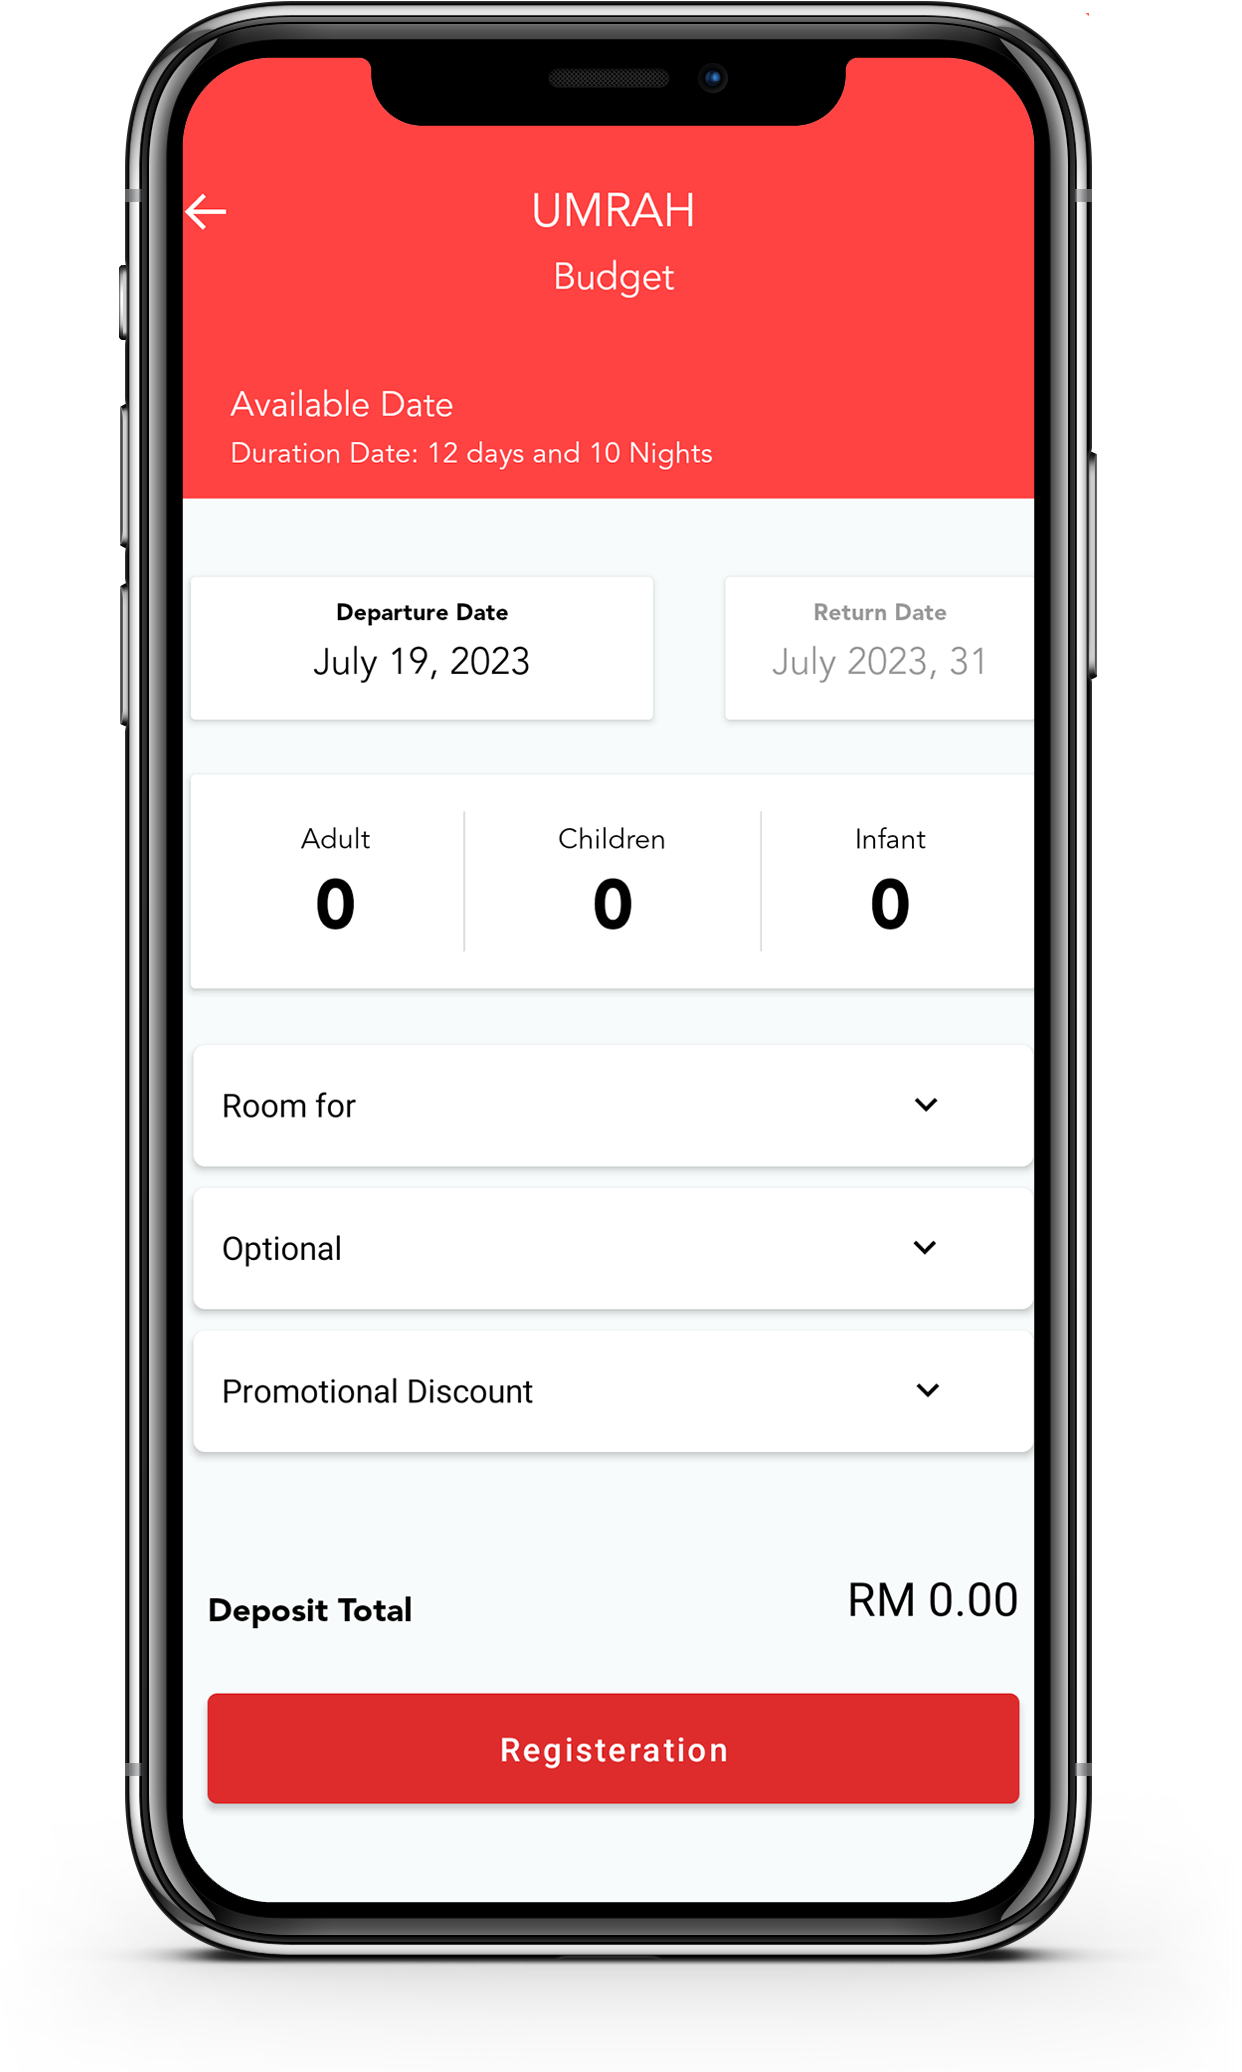 UMRAH
Budget
Available Date
Duration Date: 12 days and 10 Nights
Departure Date
July 19, 2023
Return Date
July 2023, 31
Adult
0
Children
0
Infant
0
Room for
Optional
Promotional Discount
Deposit Total
RM 0.00
Registeration